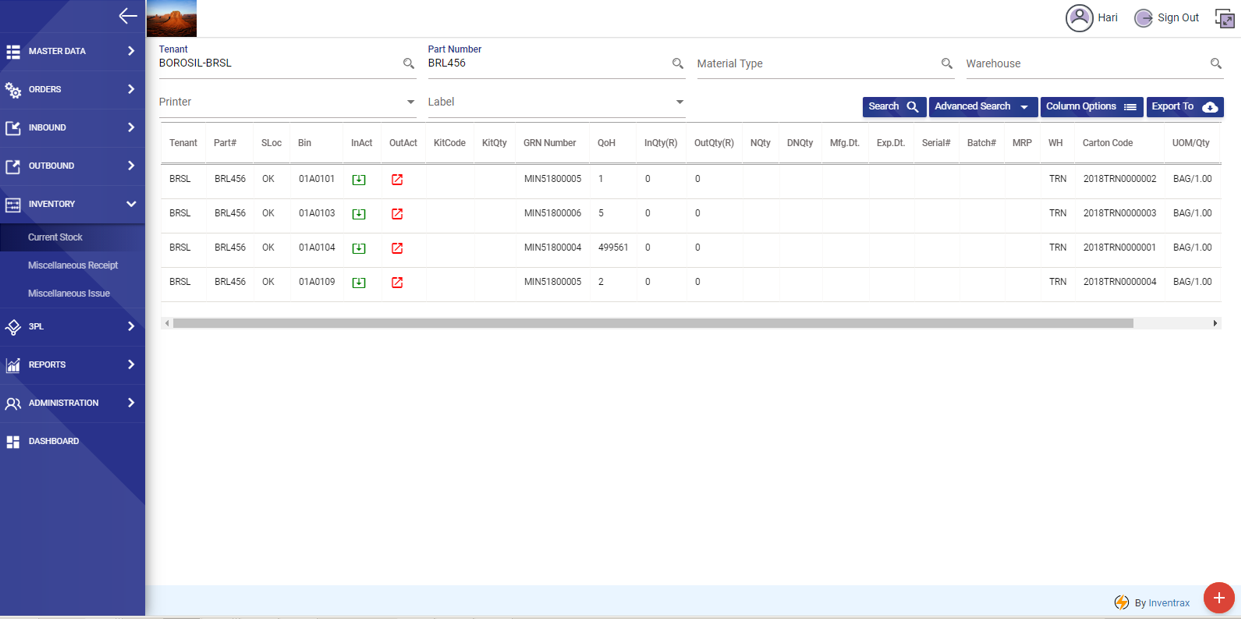 Hari Sign Out
MASTER DATA
ORDERS
INBOUND
OUTBOUND
INVENTORY
Current Stock
Miscellaneous Receipt
Miscellaneous Issue
3PL
REPORTS
ADMINISTRATION
DASHBOARD
Tenant Part Number
BOROSIL-BRSL BRL456 Material Type Warehouse
Printer Label Search Advanced Search Column Options Export To
Tenant Part# SLoc Bin InAct OutAct KitCode KitQty GRN Number QoH InQty(R) OutQty(R) NQty DNQty Mfg.Dt. Exp.Dt. Serial# Batch# MRP WH Carton Code UOM/Qty
BRSL BRL456 OK 01A0101 MIN51800005 1 0 0 TRN 2018TRN0000002 BAG/1.00
BRSL BRL456 OK 01A0103 MIN51800006 5 0 0 TRN 2018TRN0000003 BAG/1.00
BRSL BRL456 OK 01A0104 MIN51800004 499561 0 0 TRN 2018TRN0000001 BAG/1.00
BRSL BRL456 OK 01A0109 MIN51800005 2 0 0 TRN 2018TRN0000004 BAG/1.00
By Inventrax